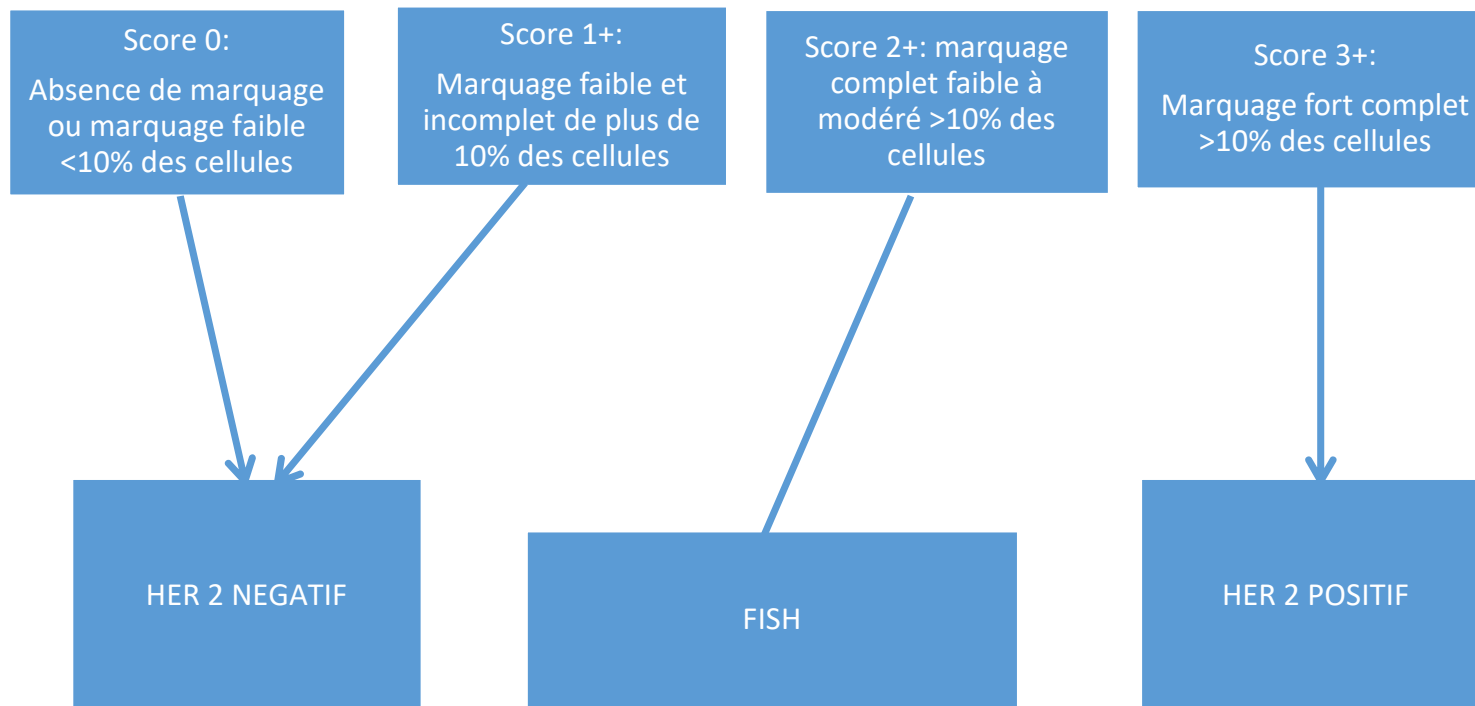 Score 0:
Absence de marquage
ou marquage faible
<10% des cellules
Score 1+:
Marquage faible et
incomplet de plus de
10% des cellules
Score 2+: marquage
complet faible à
modéré >10% des
cellules
Score 3+:
Marquage fort complet
>10% des cellules
HER 2 NEGATIF
FISH
HER 2 POSITIF